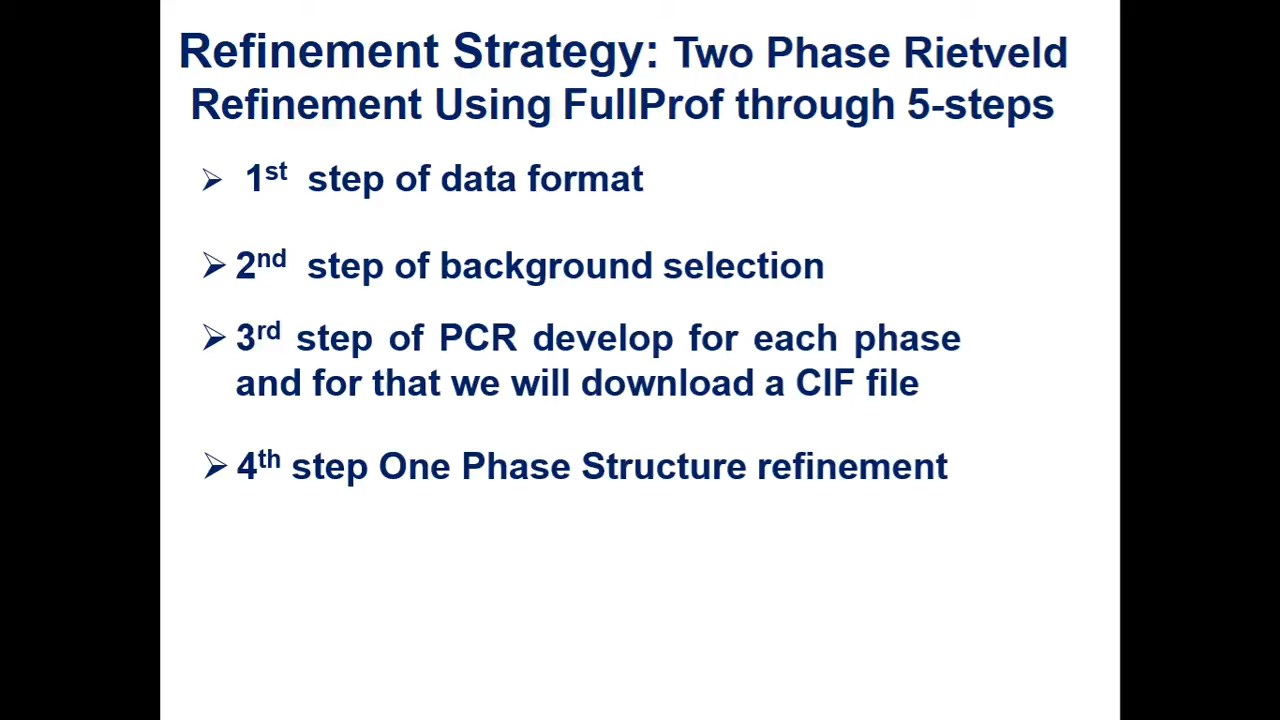 Refinement Strategy: Two Phase Rietveld
Refinement Using FullProf through 5-steps
➢ 1st step of data format
➢ 2nd step of background selection
➢ 3rd step of PCR develop for each phase
and for that we will download a CIF file
➢ 4th step One Phase Structure refinement